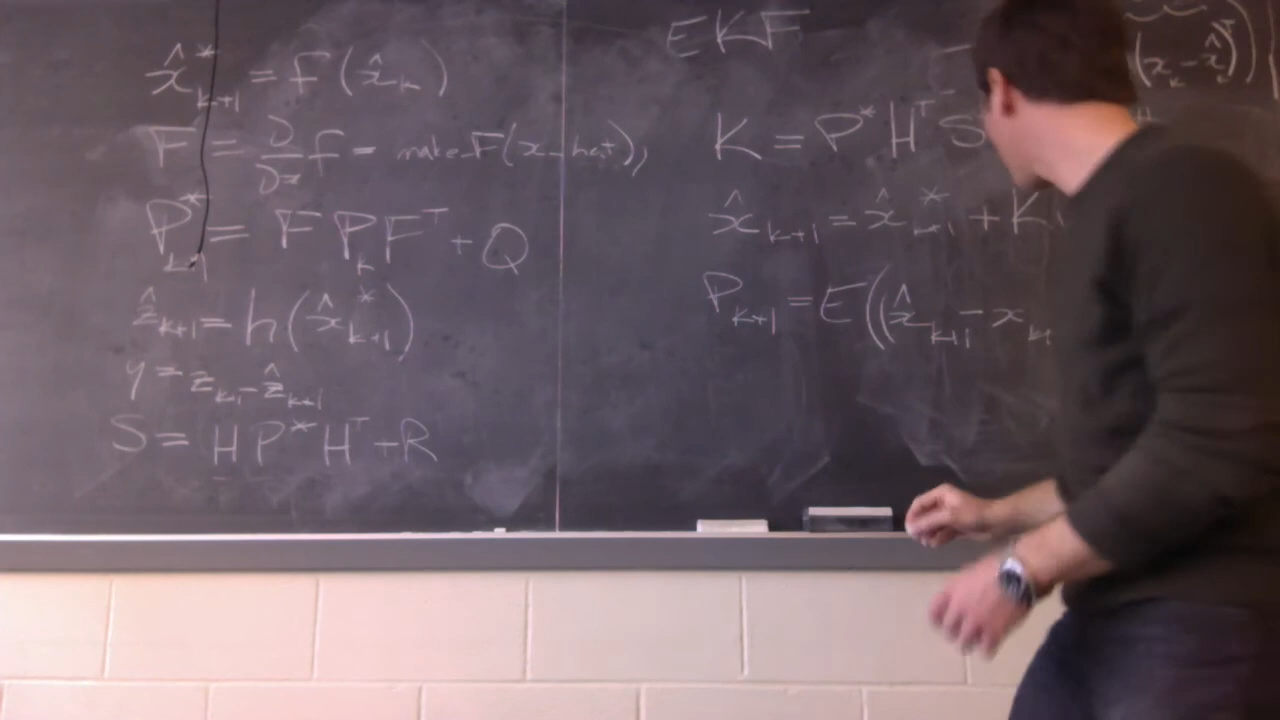 x̂*ₖ₊₁ = f(x̂ₖ)
F = ∂/∂x f = make_F(x_hat);
P*ₖ₊₁ = F Pₖ Fᵀ + Q
ẑₖ₊₁ = h(x̂*ₖ₊₁)
y = zₖ₊₁ - ẑₖ₊₁
S = H P* Hᵀ + R
EKF
K = P* Hᵀ S⁻
x̂ₖ₊₁ = x̂*ₖ₊₁ + K
Pₖ₊₁ = E((x̂ₖ₊₁ - xₖ₊
(xₖ - x̂ₖ)ᵀ)